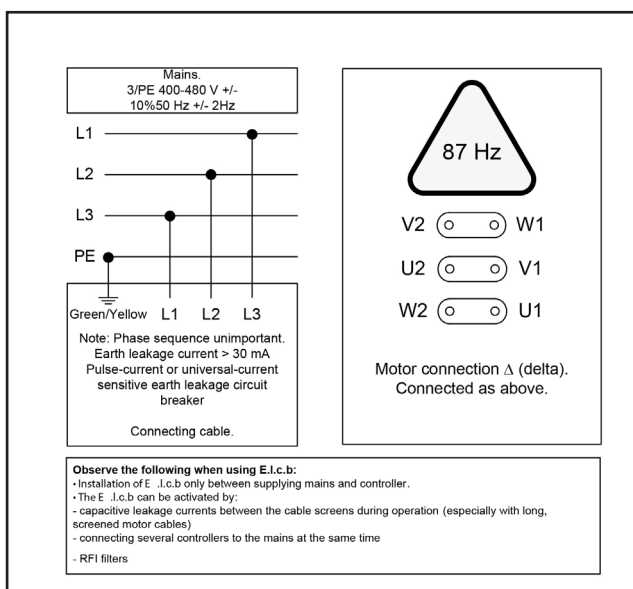 Mains.
3/PE 400-480 V +/-
10%50 Hz +/- 2Hz
L1
L2
L3
PE
Green/Yellow L1 L2 L3
Note: Phase sequence unimportant.
Earth leakage current > 30 mA
Pulse-current or universal-current
sensitive earth leakage circuit
breaker
Connecting cable.
87 Hz
V2 W1
U2 V1
W2 U1
Motor connection Δ (delta).
Connected as above.
Observe the following when using E.l.c.b:
• Installation of E .l.c.b only between supplying mains and controller.
• The E .l.c.b can be activated by:
- capacitive leakage currents between the cable screens during operation (especially with long,
screened motor cables)
- connecting several controllers to the mains at the same time
- RFI filters